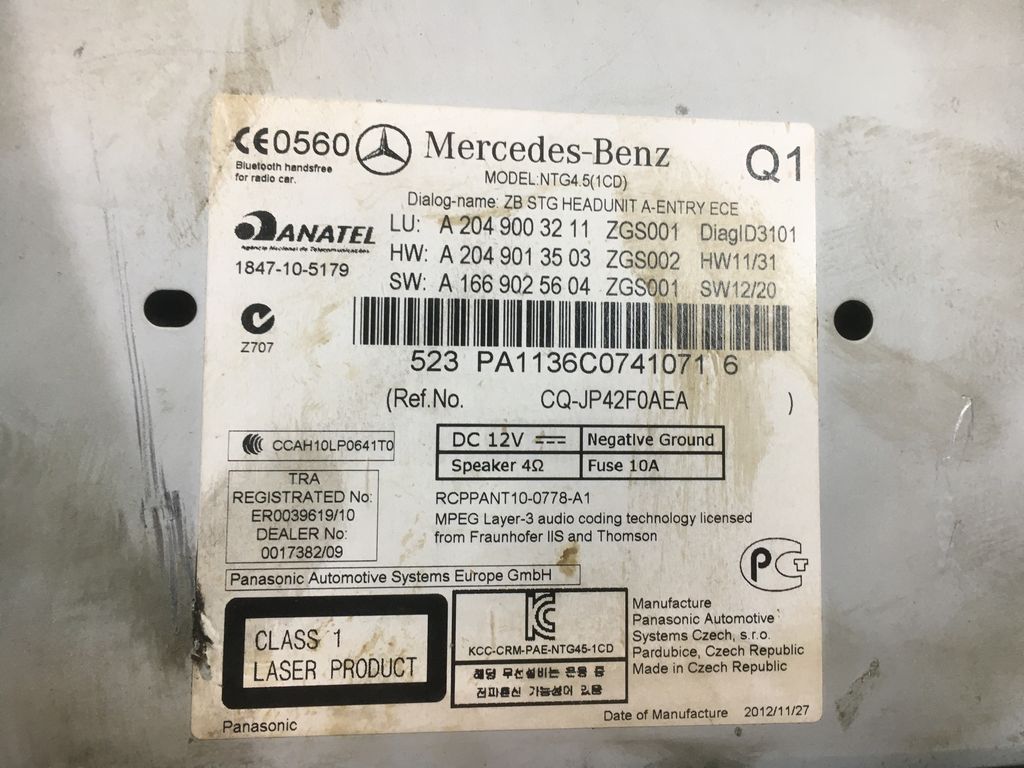 CE0560
Bluetooth handsfree
for radio car.
Mercedes-Benz
Q1
MODEL:NTG4.5(1CD)
Dialog-name: ZB STG HEADUNIT A-ENTRY ECE
ANATEL
Agência Nacional de Telecomunicações
1847-10-5179
LU: A 204 900 32 11 ZGS001 DiagID3101
HW: A 204 901 35 03 ZGS002 HW11/31
SW: A 166 902 56 04 ZGS001 SW12/20
Z707
523 PA1136C0741071 6
(Ref.No. CQ-JP42F0AEA )
CCAH10LP0641T0
DC 12V Negative Ground
Speaker 4Ω Fuse 10A
TRA
REGISTRATED No:
ER0039619/10
DEALER No:
0017382/09
RCPPANT10-0778-A1
MPEG Layer-3 audio coding technology licensed
from Fraunhofer IIS and Thomson
PCT
Panasonic Automotive Systems Europe GmbH
CLASS 1
LASER PRODUCT
KC
KCC-CRM-PAE-NTG45-1CD
해당 무선설비는 운용 중
전파혼신 가능성이 있음
Manufacture
Panasonic Automotive
Systems Czech, s.r.o.
Pardubice, Czech Republic
Made in Czech Republic
Panasonic
Date of Manufacture 2012/11/27